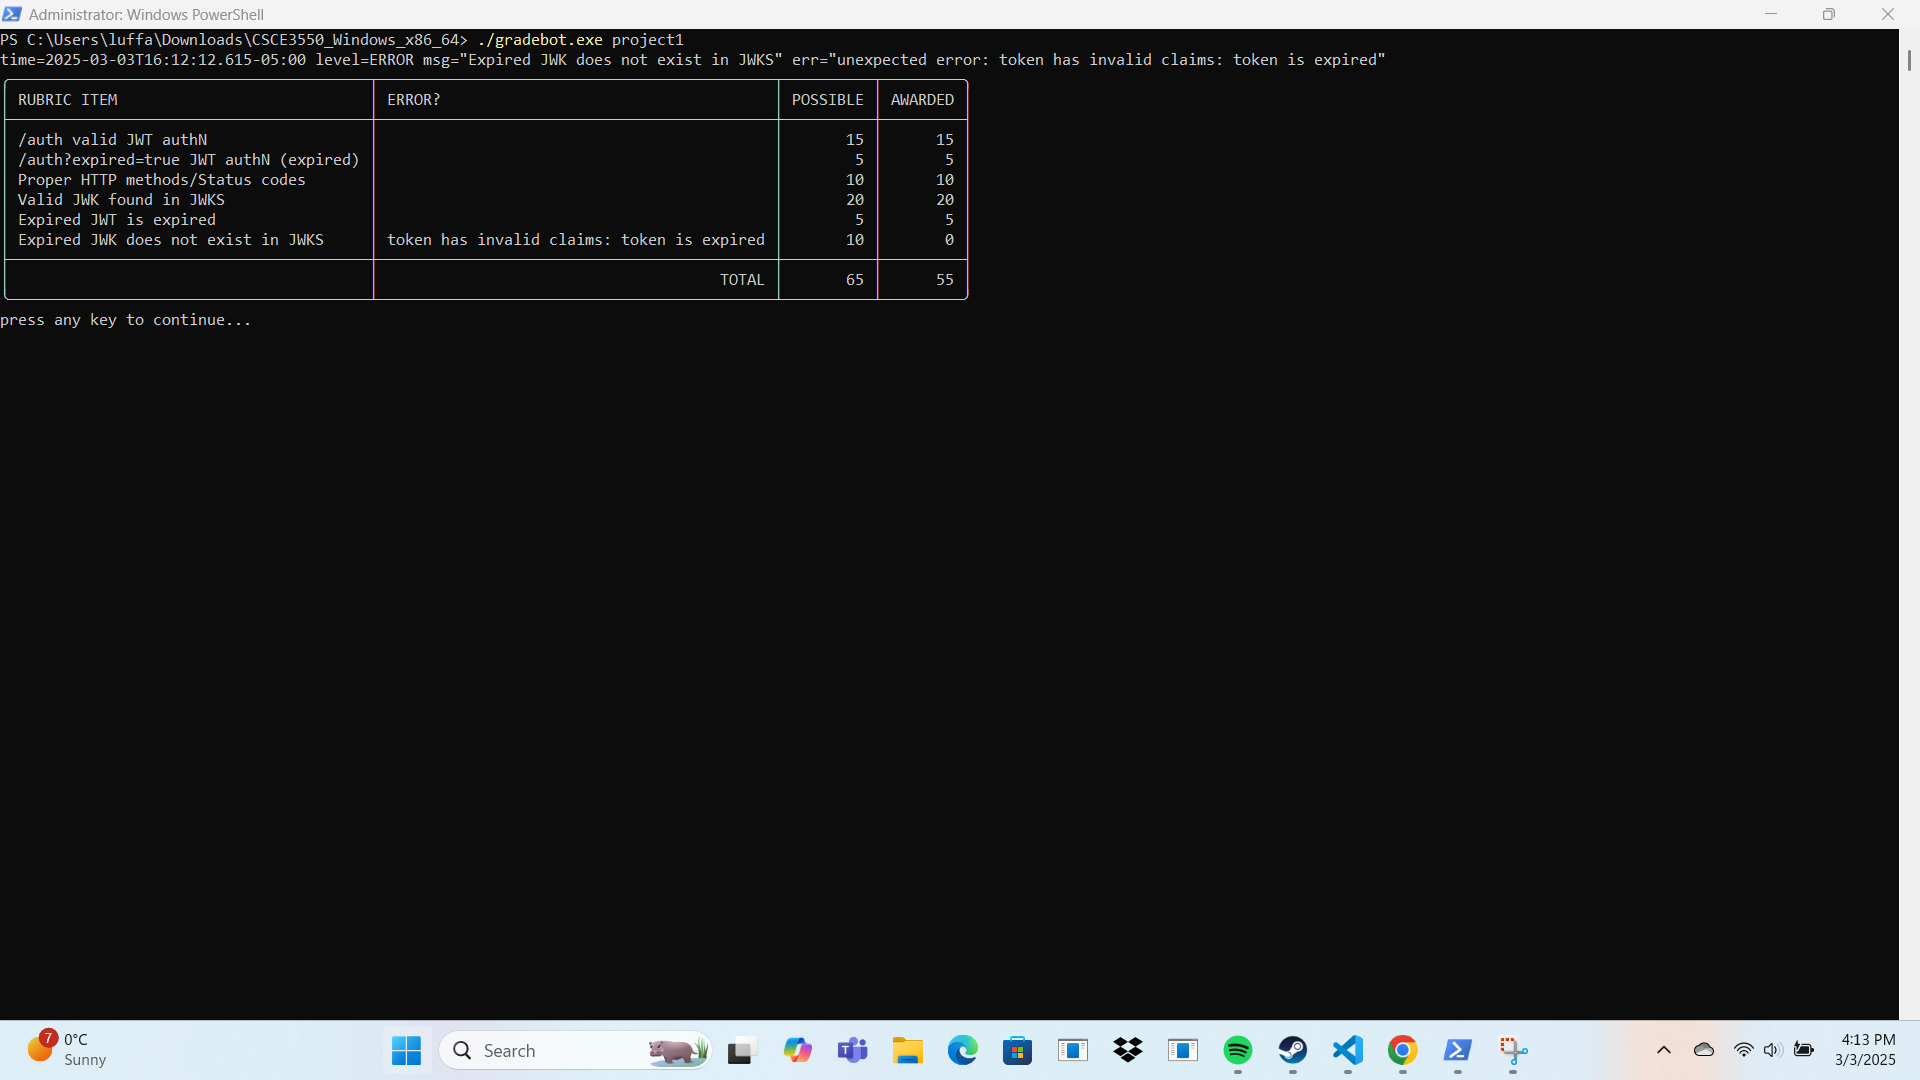 Administrator: Windows PowerShell
PS C:\Users\luffa\Downloads\CSCE3550_Windows_x86_64> ./gradebot.exe project1
time=2025-03-03T16:12:12.615-05:00 level=ERROR msg="Expired JWK does not exist in JWKS" err="unexpected error: token has invalid claims: token is expired"
RUBRIC ITEM ERROR? POSSIBLE AWARDED
/auth valid JWT authN 15 15
/auth?expired=true JWT authN (expired) 5 5
Proper HTTP methods/Status codes 10 10
Valid JWK found in JWKS 20 20
Expired JWT is expired 5 5
Expired JWK does not exist in JWKS token has invalid claims: token is expired 10 0
TOTAL 65 55
press any key to continue...
7
0°C
Sunny
Search
4:13 PM
3/3/2025